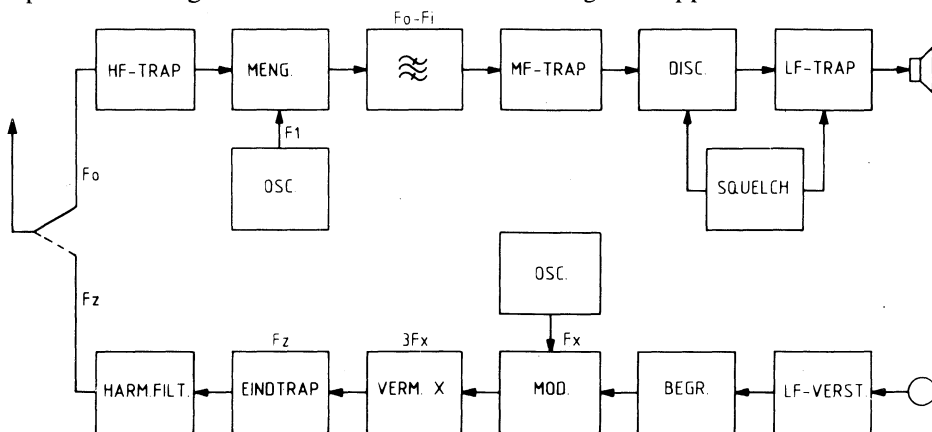 Fo-Fi
HF-TRAP
MENG.
MF-TRAP
DISC.
LF-TRAP
F1
OSC.
SQUELCH
Fo
OSC.
Fz
Fz
3Fx
Fx
HARM.FILT.
EINDTRAP
VERM. X
MOD.
BEGR.
LF-VERST.